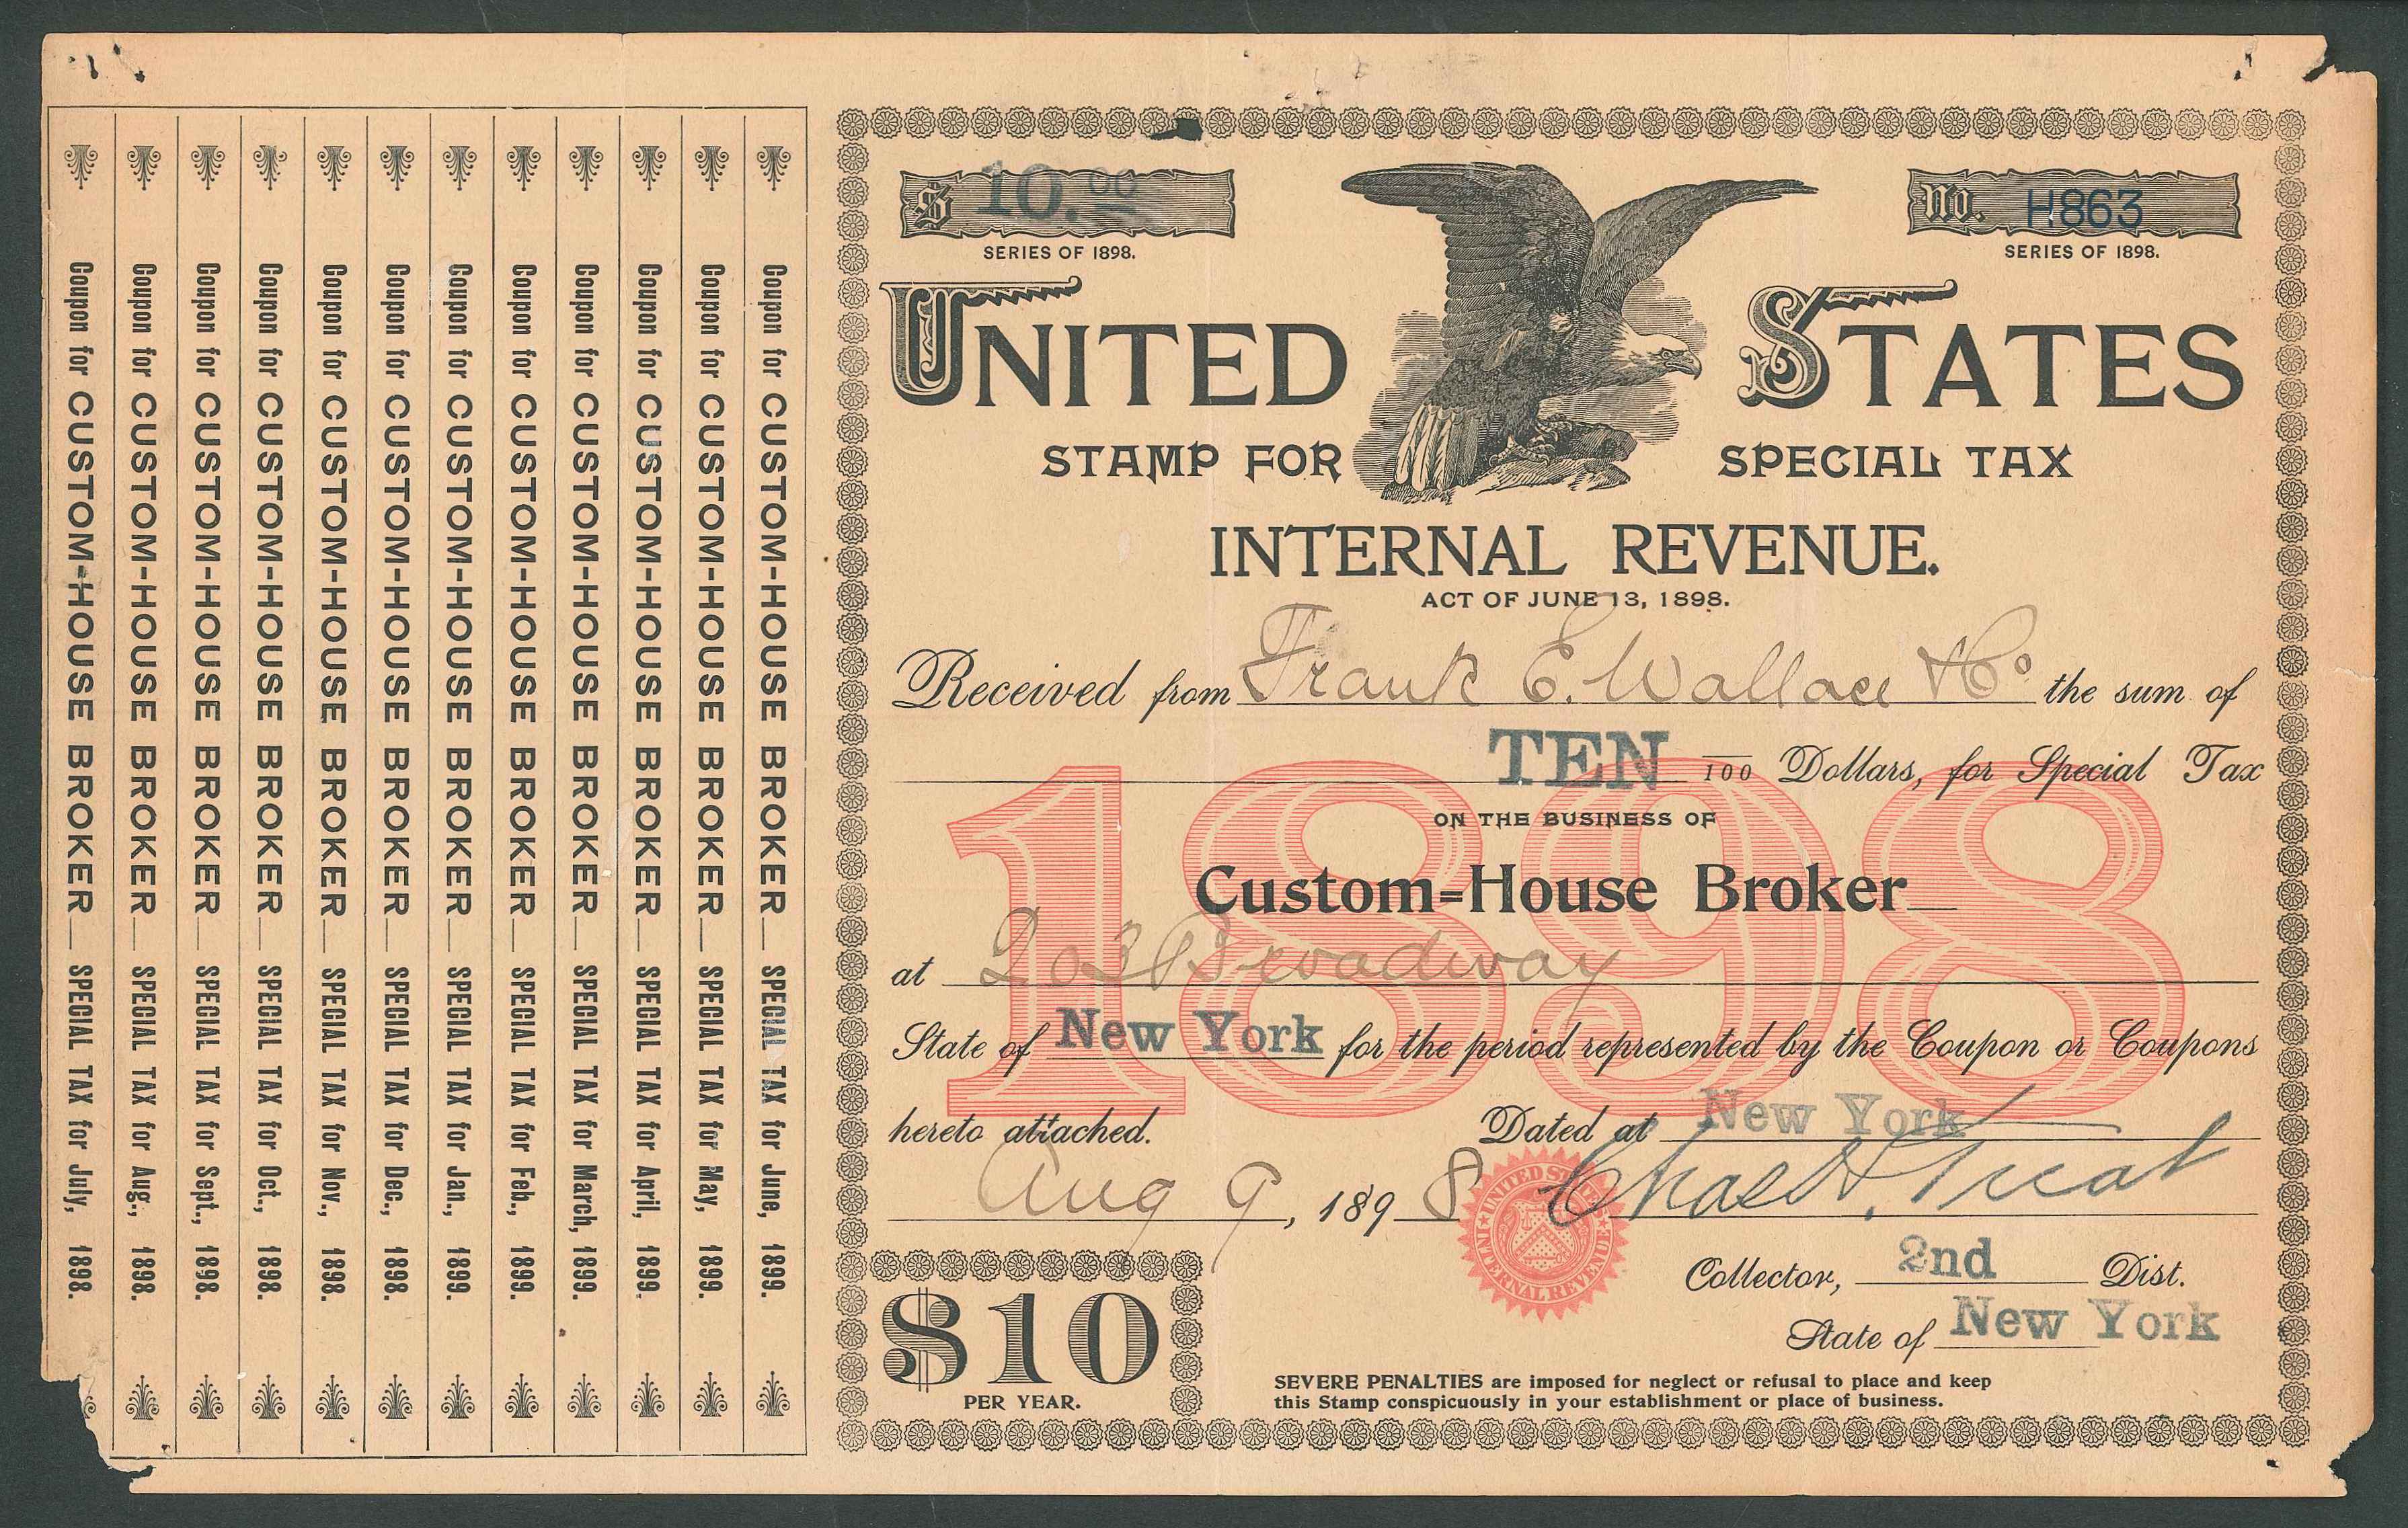 Coupon for CUSTOM-HOUSE BROKER— SPECIAL TAX for July, 1898.
Coupon for CUSTOM-HOUSE BROKER— SPECIAL TAX for Aug., 1898.
Coupon for CUSTOM-HOUSE BROKER— SPECIAL TAX for Sept., 1898.
Coupon for CUSTOM-HOUSE BROKER— SPECIAL TAX for Oct., 1898.
Coupon for CUSTOM-HOUSE BROKER— SPECIAL TAX for Nov., 1898.
Coupon for CUSTOM-HOUSE BROKER— SPECIAL TAX for Dec., 1898.
Coupon for CUSTOM-HOUSE BROKER— SPECIAL TAX for Jan., 1899.
Coupon for CUSTOM-HOUSE BROKER— SPECIAL TAX for Feb., 1899.
Coupon for CUSTOM-HOUSE BROKER— SPECIAL TAX for March, 1899.
Coupon for CUSTOM-HOUSE BROKER— SPECIAL TAX for April, 1899.
Coupon for CUSTOM-HOUSE BROKER— SPECIAL TAX for May, 1899.
Coupon for CUSTOM-HOUSE BROKER— SPECIAL TAX for June, 1899.
$ 10.00 No. H863
SERIES OF 1898. SERIES OF 1898.
UNITED STATES
STAMP FOR SPECIAL TAX
INTERNAL REVENUE.
ACT OF JUNE 13, 1898.
Received from Frank E. Wallace & Co the sum of
TEN /100 Dollars, for Special Tax
ON THE BUSINESS OF
1898
Custom=House Broker—
at 203 Broadway
State of New York for the period represented by the Coupon or Coupons
hereto attached. Dated at New York
Aug 9, 1898 Chas H. Treat
UNITED STATES INTERNAL REVENUE
Collector, 2nd Dist.
State of New York
$10
PER YEAR.
SEVERE PENALTIES are imposed for neglect or refusal to place and keep
this Stamp conspicuously in your establishment or place of business.